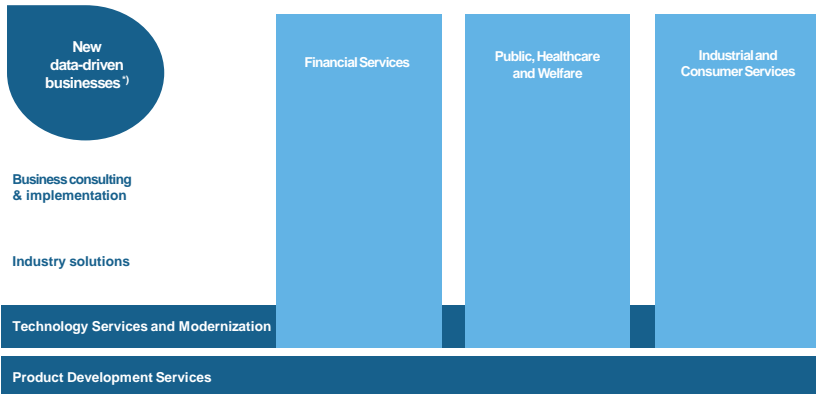 New
data-driven
businesses *)
Financial Services
Public, Healthcare
and Welfare
Industrial and
Consumer Services
Business consulting
& implementation
Industry solutions
Technology Services and Modernization
Product Development Services